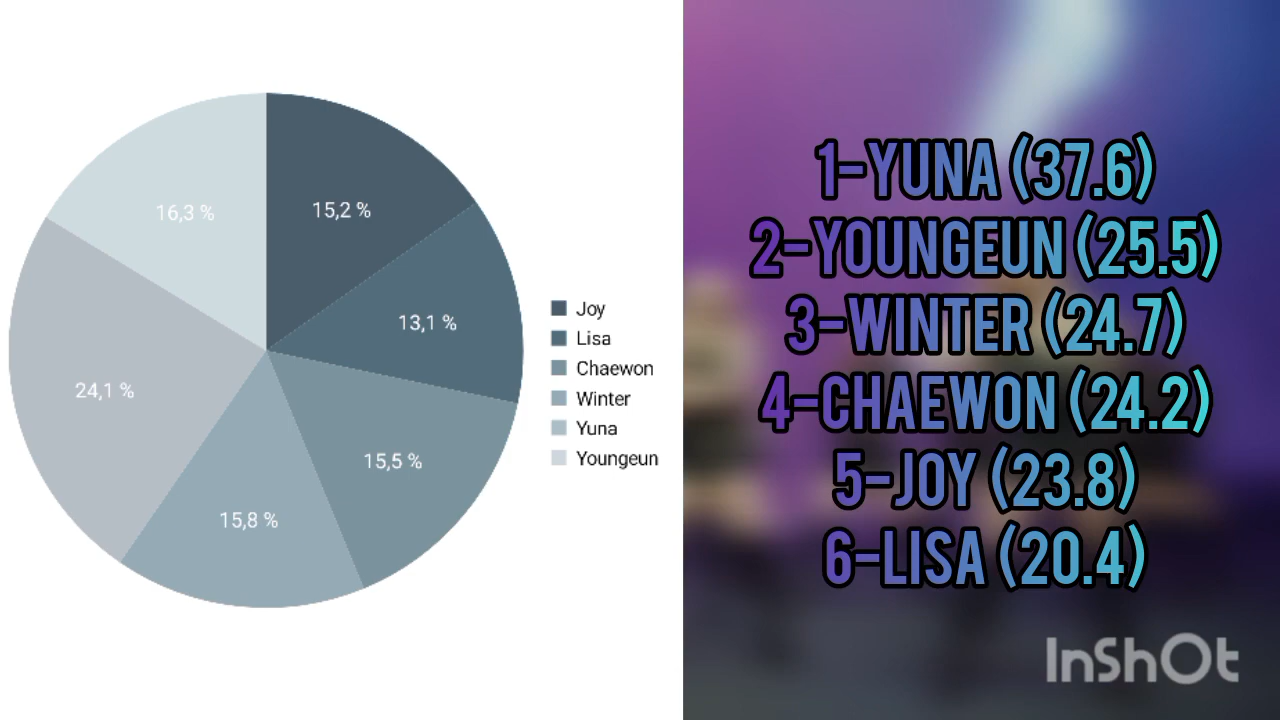 16,3 %
15,2 %
13,1 %
24,1 %
15,5 %
15,8 %
Joy
Lisa
Chaewon
Winter
Yuna
Youngeun
1-YUNA (37.6)
2-YOUNGEUN (25.5)
3-WINTER (24.7)
4-CHAEWON (24.2)
5-JOY (23.8)
6-LISA (20.4)
InShOt